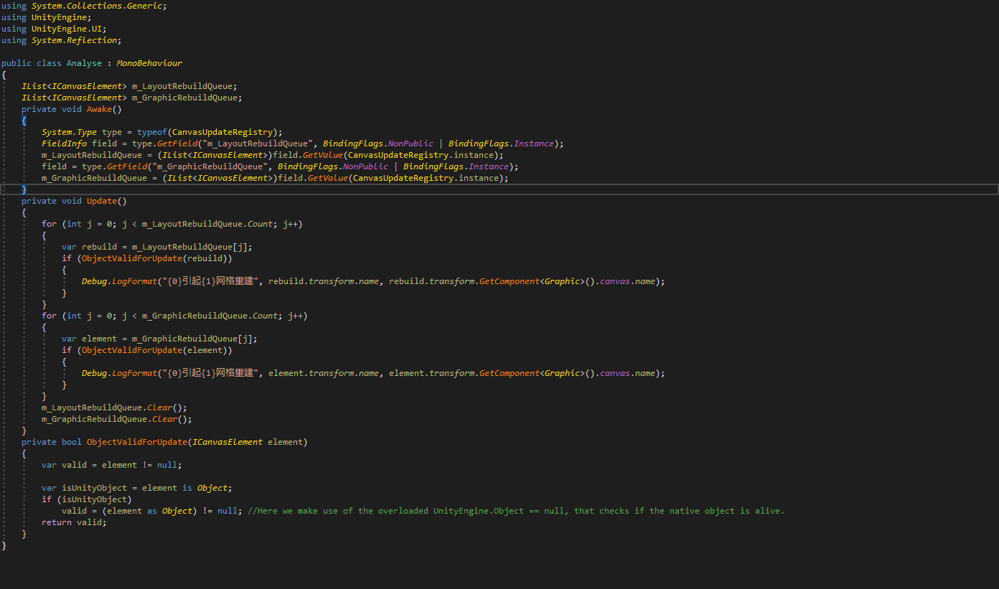 using System.Collections.Generic;
using UnityEngine;
using UnityEngine.UI;
using System.Reflection;
public class Analyse : MonoBehaviour
{
IList<ICanvasElement> m_LayoutRebuildQueue;
IList<ICanvasElement> m_GraphicRebuildQueue;
private void Awake()
{
System.Type type = typeof(CanvasUpdateRegistry);
FieldInfo field = type.GetField("m_LayoutRebuildQueue", BindingFlags.NonPublic | BindingFlags.Instance);
m_LayoutRebuildQueue = (IList<ICanvasElement>)field.GetValue(CanvasUpdateRegistry.instance);
field = type.GetField("m_GraphicRebuildQueue", BindingFlags.NonPublic | BindingFlags.Instance);
m_GraphicRebuildQueue = (IList<ICanvasElement>)field.GetValue(CanvasUpdateRegistry.instance);
}
private void Update()
{
for (int j = 0; j < m_LayoutRebuildQueue.Count; j++)
{
var rebuild = m_LayoutRebuildQueue[j];
if (ObjectValidForUpdate(rebuild))
{
Debug.LogFormat("{0}引起{1}网格重建", rebuild.transform.name, rebuild.transform.GetComponent<Graphic>().canvas.name);
}
}
for (int j = 0; j < m_GraphicRebuildQueue.Count; j++)
{
var element = m_GraphicRebuildQueue[j];
if (ObjectValidForUpdate(element))
{
Debug.LogFormat("{0}引起{1}网格重建", element.transform.name, element.transform.GetComponent<Graphic>().canvas.name);
}
}
m_LayoutRebuildQueue.Clear();
m_GraphicRebuildQueue.Clear();
}
private bool ObjectValidForUpdate(ICanvasElement element)
{
var valid = element != null;
var isUnityObject = element is Object;
if (isUnityObject)
valid = (element as Object) != null; //Here we make use of the overloaded UnityEngine.Object == null, that checks if the native object is alive.
return valid;
}
}